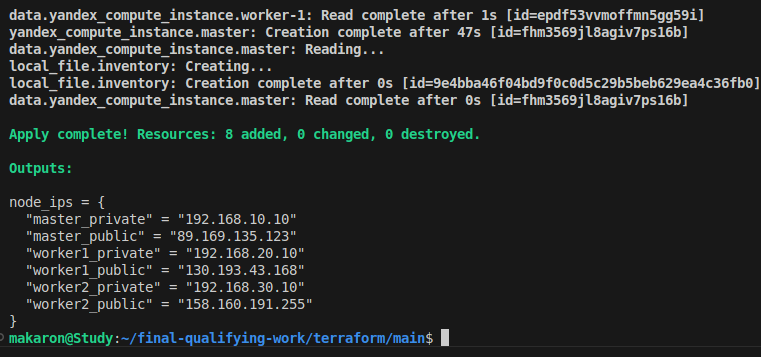 data.yandex_compute_instance.worker-1: Read complete after 1s [id=epdf53vvmoffmn5gg59i]
yandex_compute_instance.master: Creation complete after 47s [id=fhm3569jl8agiv7ps16b]
data.yandex_compute_instance.master: Reading...
local_file.inventory: Creating...
local_file.inventory: Creation complete after 0s [id=9e4bba46f04bd9f0c0d5c29b5beb629ea4c36fb0]
data.yandex_compute_instance.master: Read complete after 0s [id=fhm3569jl8agiv7ps16b]
Apply complete! Resources: 8 added, 0 changed, 0 destroyed.
Outputs:
node_ips = {
  "master_private" = "192.168.10.10"
  "master_public" = "89.169.135.123"
  "worker1_private" = "192.168.20.10"
  "worker1_public" = "130.193.43.168"
  "worker2_private" = "192.168.30.10"
  "worker2_public" = "158.160.191.255"
}
makaron@Study:~/final-qualifying-work/terraform/main$